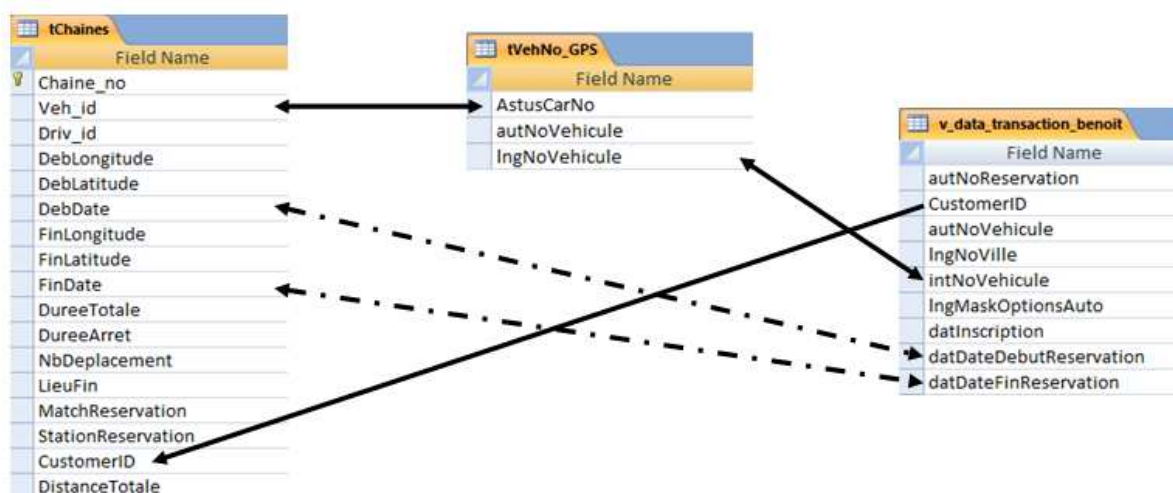 tChaines
Field Name
Chaine_no
Veh_id
Driv_id
DebLongitude
DebLatitude
DebDate
FinLongitude
FinLatitude
FinDate
DureeTotale
DureeArret
NbDeplacement
LieuFin
MatchReservation
StationReservation
CustomerID
DistanceTotale
tVehNo_GPS
Field Name
AstusCarNo
autNoVehicule
lngNoVehicule
v_data_transaction_benoit
Field Name
autNoReservation
CustomerID
autNoVehicule
lngNoVille
intNoVehicule
lngMaskOptionsAuto
datInscription
datDateDebutReservation
datDateFinReservation